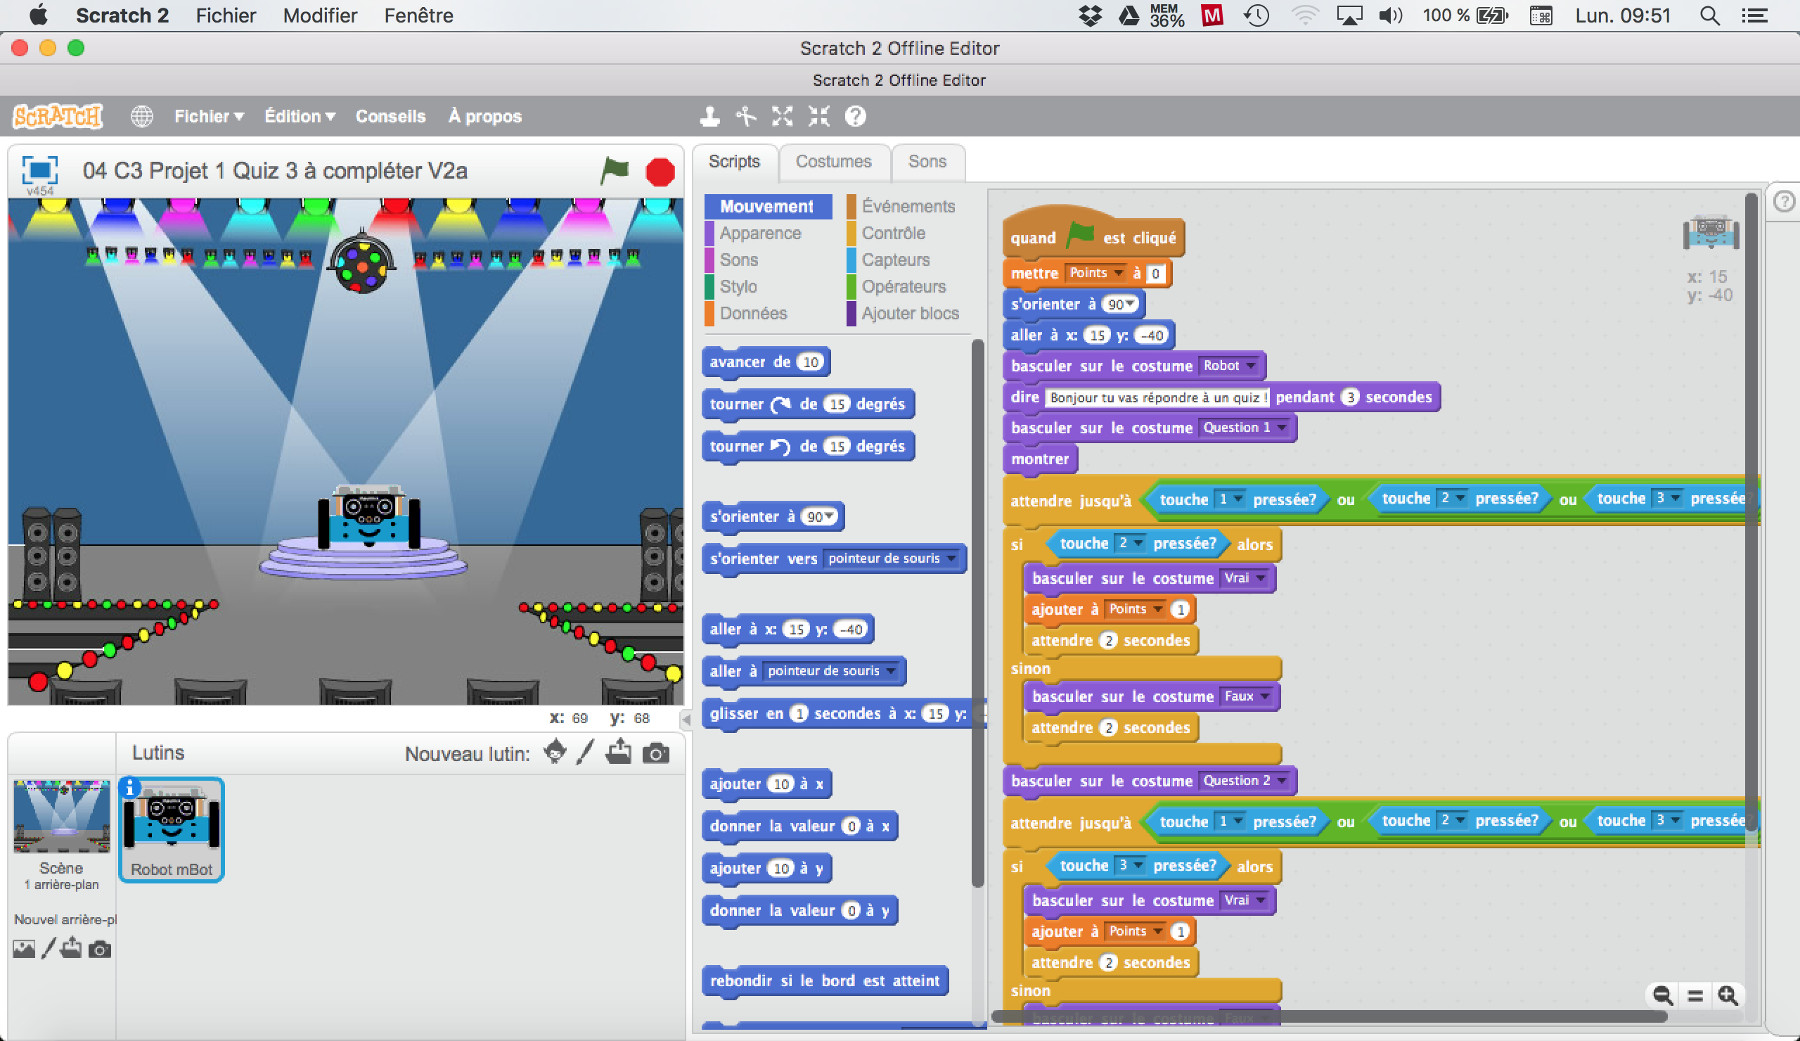 Scratch 2 Fichier Modifier Fenêtre MEM 36% M 100 % Lun. 09:51
Scratch 2 Offline Editor
Scratch 2 Offline Editor
SCRATCH Fichier Édition Conseils À propos
v454
04 C3 Projet 1 Quiz 3 à compléter V2a
x: 69 y: 68
Lutins Nouveau lutin:
Scène
1 arrière-plan
Robot mBot
Nouvel arrière-pl
Scripts Costumes Sons
Mouvement Événements
Apparence Contrôle
Sons Capteurs
Stylo Opérateurs
Données Ajouter blocs
avancer de 10
tourner de 15 degrés
tourner de 15 degrés
s'orienter à 90
s'orienter vers pointeur de souris
aller à x: 15 y: -40
aller à pointeur de souris
glisser en 1 secondes à x: 15 y:
ajouter 10 à x
donner la valeur 0 à x
ajouter 10 à y
donner la valeur 0 à y
rebondir si le bord est atteint
quand est cliqué
mettre Points à 0
s'orienter à 90
aller à x: 15 y: -40
basculer sur le costume Robot
dire Bonjour tu vas répondre à un quiz ! pendant 3 secondes
basculer sur le costume Question 1
montrer
attendre jusqu'à touche 1 pressée? ou touche 2 pressée? ou touche 3 pressée
si touche 2 pressée? alors
basculer sur le costume Vrai
ajouter à Points 1
attendre 2 secondes
sinon
basculer sur le costume Faux
attendre 2 secondes
basculer sur le costume Question 2
attendre jusqu'à touche 1 pressée? ou touche 2 pressée? ou touche 3 pressée
si touche 3 pressée? alors
basculer sur le costume Vrai
ajouter à Points 1
attendre 2 secondes
sinon
basculer sur le costume Faux
x: 15
y: -40